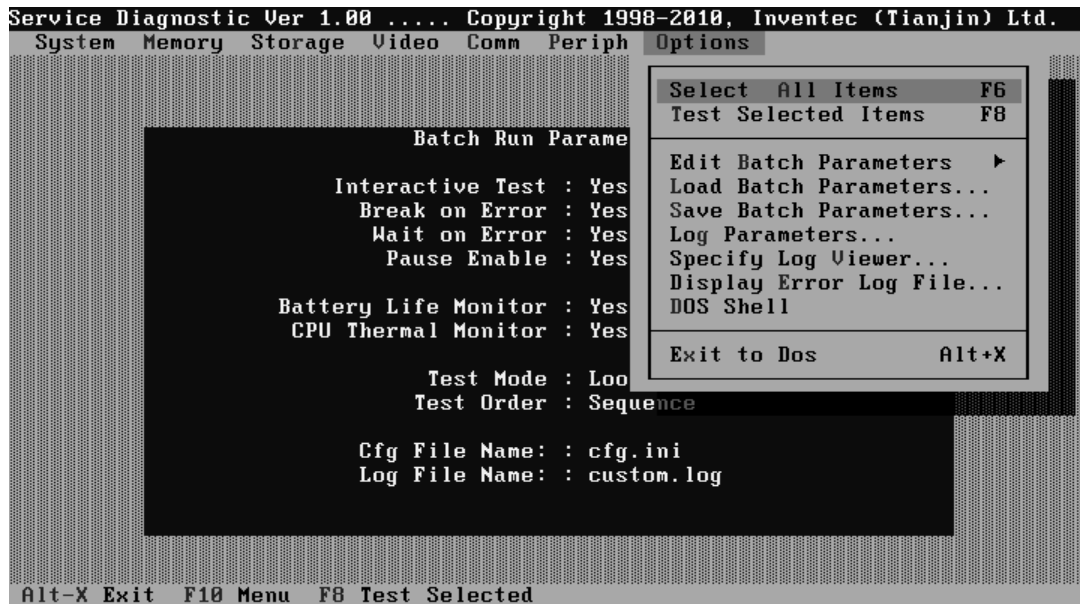 Service Diagnostic Ver 1.00 ..... Copyright 1998-2010, Inventec (Tianjin) Ltd.
System Memory Storage Video Comm Periph Options
Select All Items F6
Test Selected Items F8
Edit Batch Parameters ►
Load Batch Parameters...
Save Batch Parameters...
Log Parameters...
Specify Log Viewer...
Display Error Log File...
DOS Shell
Exit to Dos Alt+X
Batch Run Parame
Interactive Test : Yes
Break on Error : Yes
Wait on Error : Yes
Pause Enable : Yes
Battery Life Monitor : Yes
CPU Thermal Monitor : Yes
Test Mode : Loo
Test Order : Sequence
Cfg File Name: : cfg.ini
Log File Name: : custom.log
Alt-X Exit F10 Menu F8 Test Selected